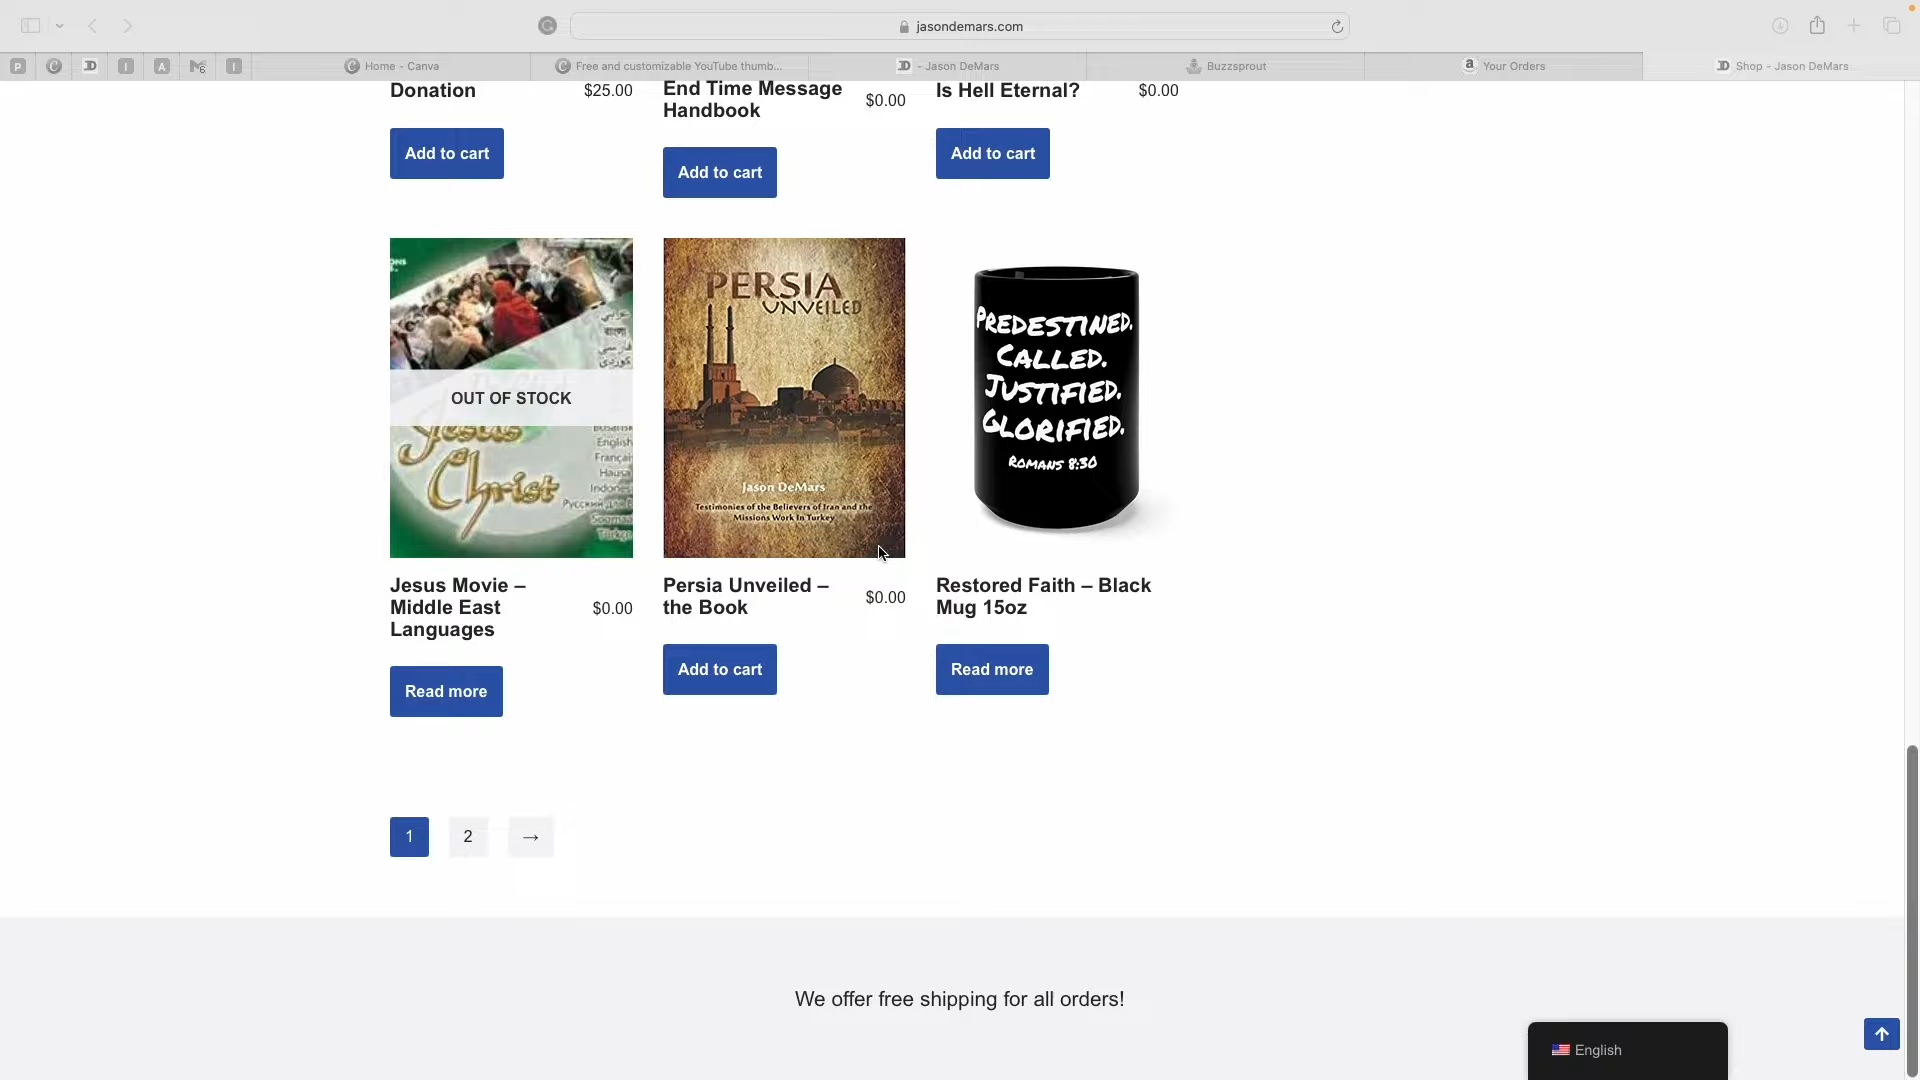 jasondemars.com
Home - Canva
Free and customizable YouTube thumb...
- Jason DeMars
Buzzsprout
Your Orders
Shop - Jason DeMars
Donation
$25.00
End Time Message
Handbook
$0.00
Is Hell Eternal?
$0.00
Add to cart
Add to cart
Add to cart
OUT OF STOCK
Jesus
Christ
عربي
বাংলা
فارسی
English
Français
Hausa
PERSIA
UNVEILED
Jason DeMars
Testimonies of the Believers of Iran and the
Missions Work In Turkey
PREDESTINED.
CALLED.
JUSTIFIED.
GLORIFIED.
ROMANS 8:30
Jesus Movie –
Middle East
Languages
$0.00
Persia Unveiled –
the Book
$0.00
Restored Faith – Black
Mug 15oz
Read more
Add to cart
Read more
1
2
→
We offer free shipping for all orders!
English